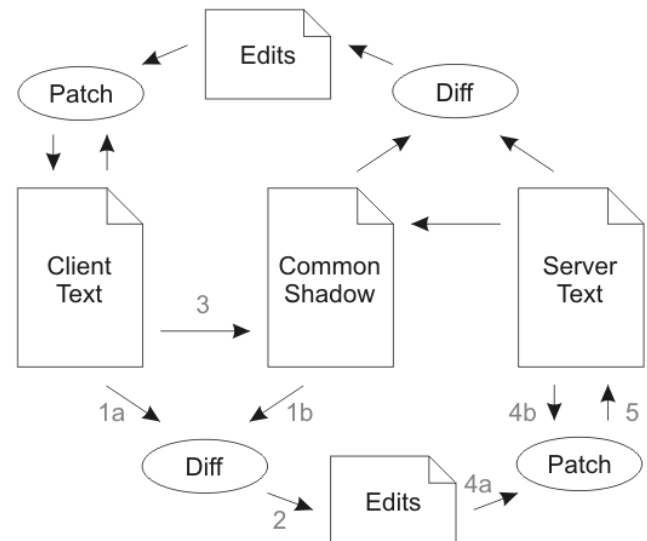 Edits
Patch
Diff
Client
Text
Common
Shadow
Server
Text
3
1a
1b
4b
5
Diff
Patch
4a
Edits
2